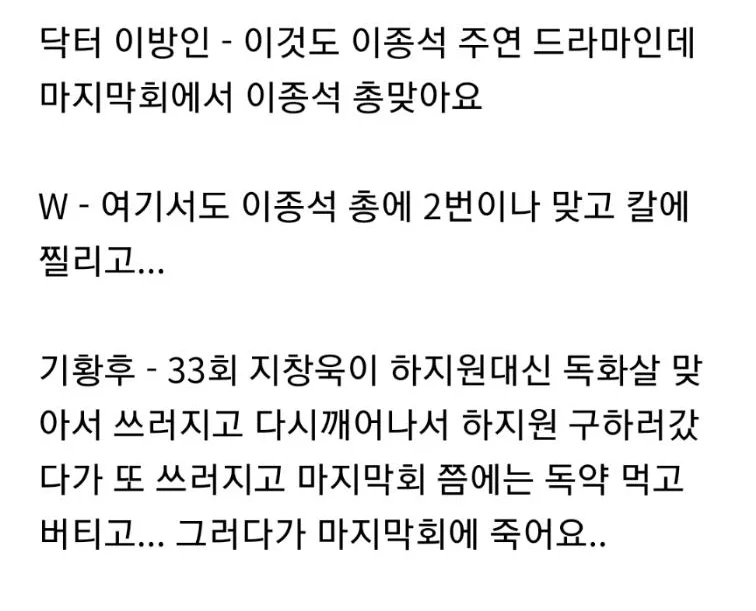 닥터 이방인 - 이것도 이종석 주연 드라마인데
마지막회에서 이종석 총맞아요
W - 여기서도 이종석 총에 2번이나 맞고 칼에
찔리고...
기황후 - 33회 지창욱이 하지원대신 독화살 맞
아서 쓰러지고 다시깨어나서 하지원 구하러갔
다가 또 쓰러지고 마지막회 쯤에는 독약 먹고
버티고... 그러다가 마지막회에 죽어요..